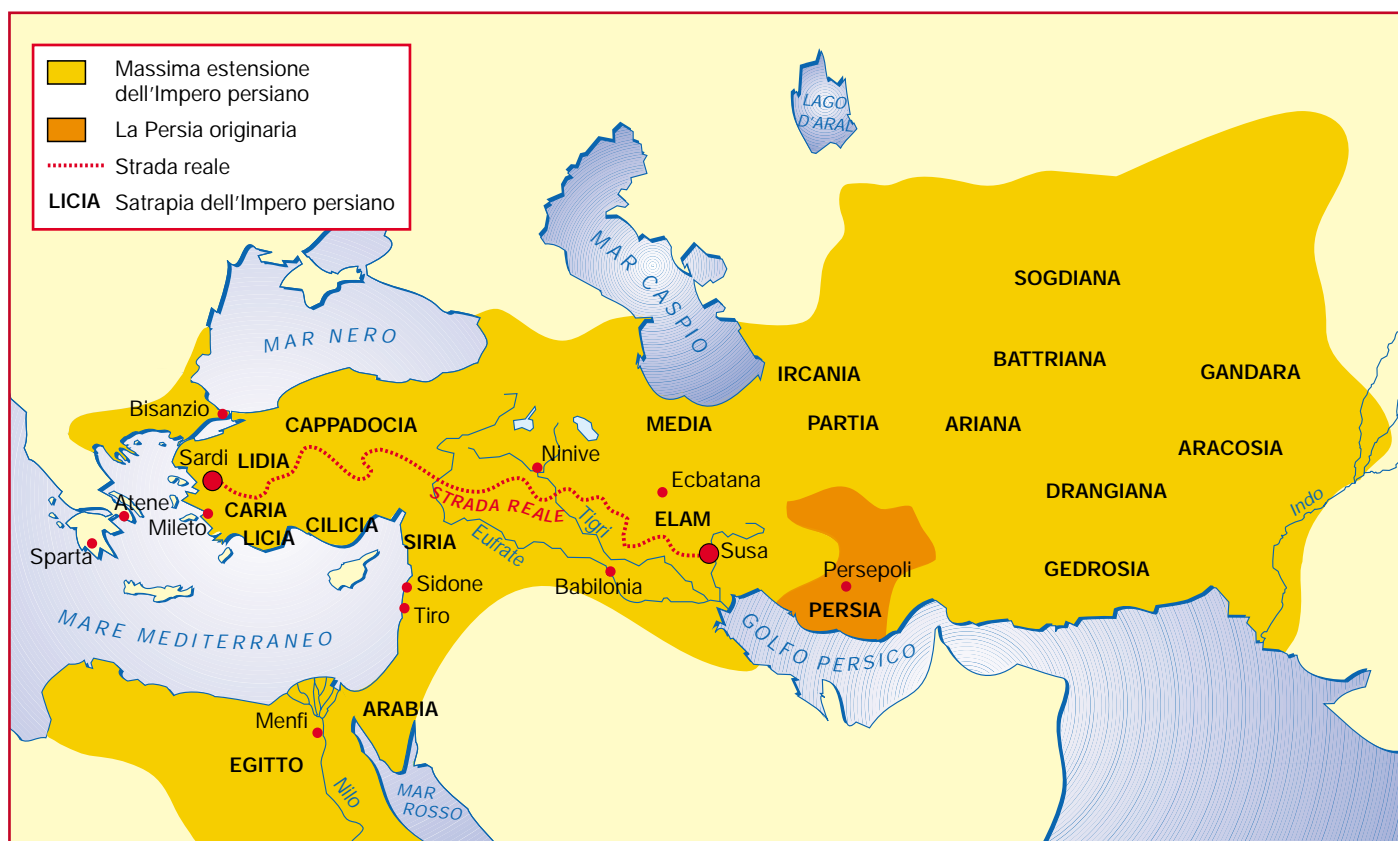 Massima estensione
dell'Impero persiano
La Persia originaria
Strada reale
LICIA Satrapia dell'Impero persiano
LAGO
D'ARAL
MAR CASPIO
MAR NERO
SOGDIANA
BATTRIANA
GANDARA
IRCANIA
Bisanzio
CAPPADOCIA
MEDIA
PARTIA
ARIANA
ARACOSIA
Sardi
LIDIA
Ninive
Ecbatana
DRANGIANA
Indo
STRADA REALE
Atene
Mileto
CARIA
CILICIA
LICIA
SIRIA
Eufrate
Tigri
ELAM
Susa
Sparta
Sidone
Tiro
Babilonia
Persepoli
PERSIA
GEDROSIA
MARE MEDITERRANEO
GOLFO PERSICO
Menfi
ARABIA
EGITTO
Nilo
MAR
ROSSO